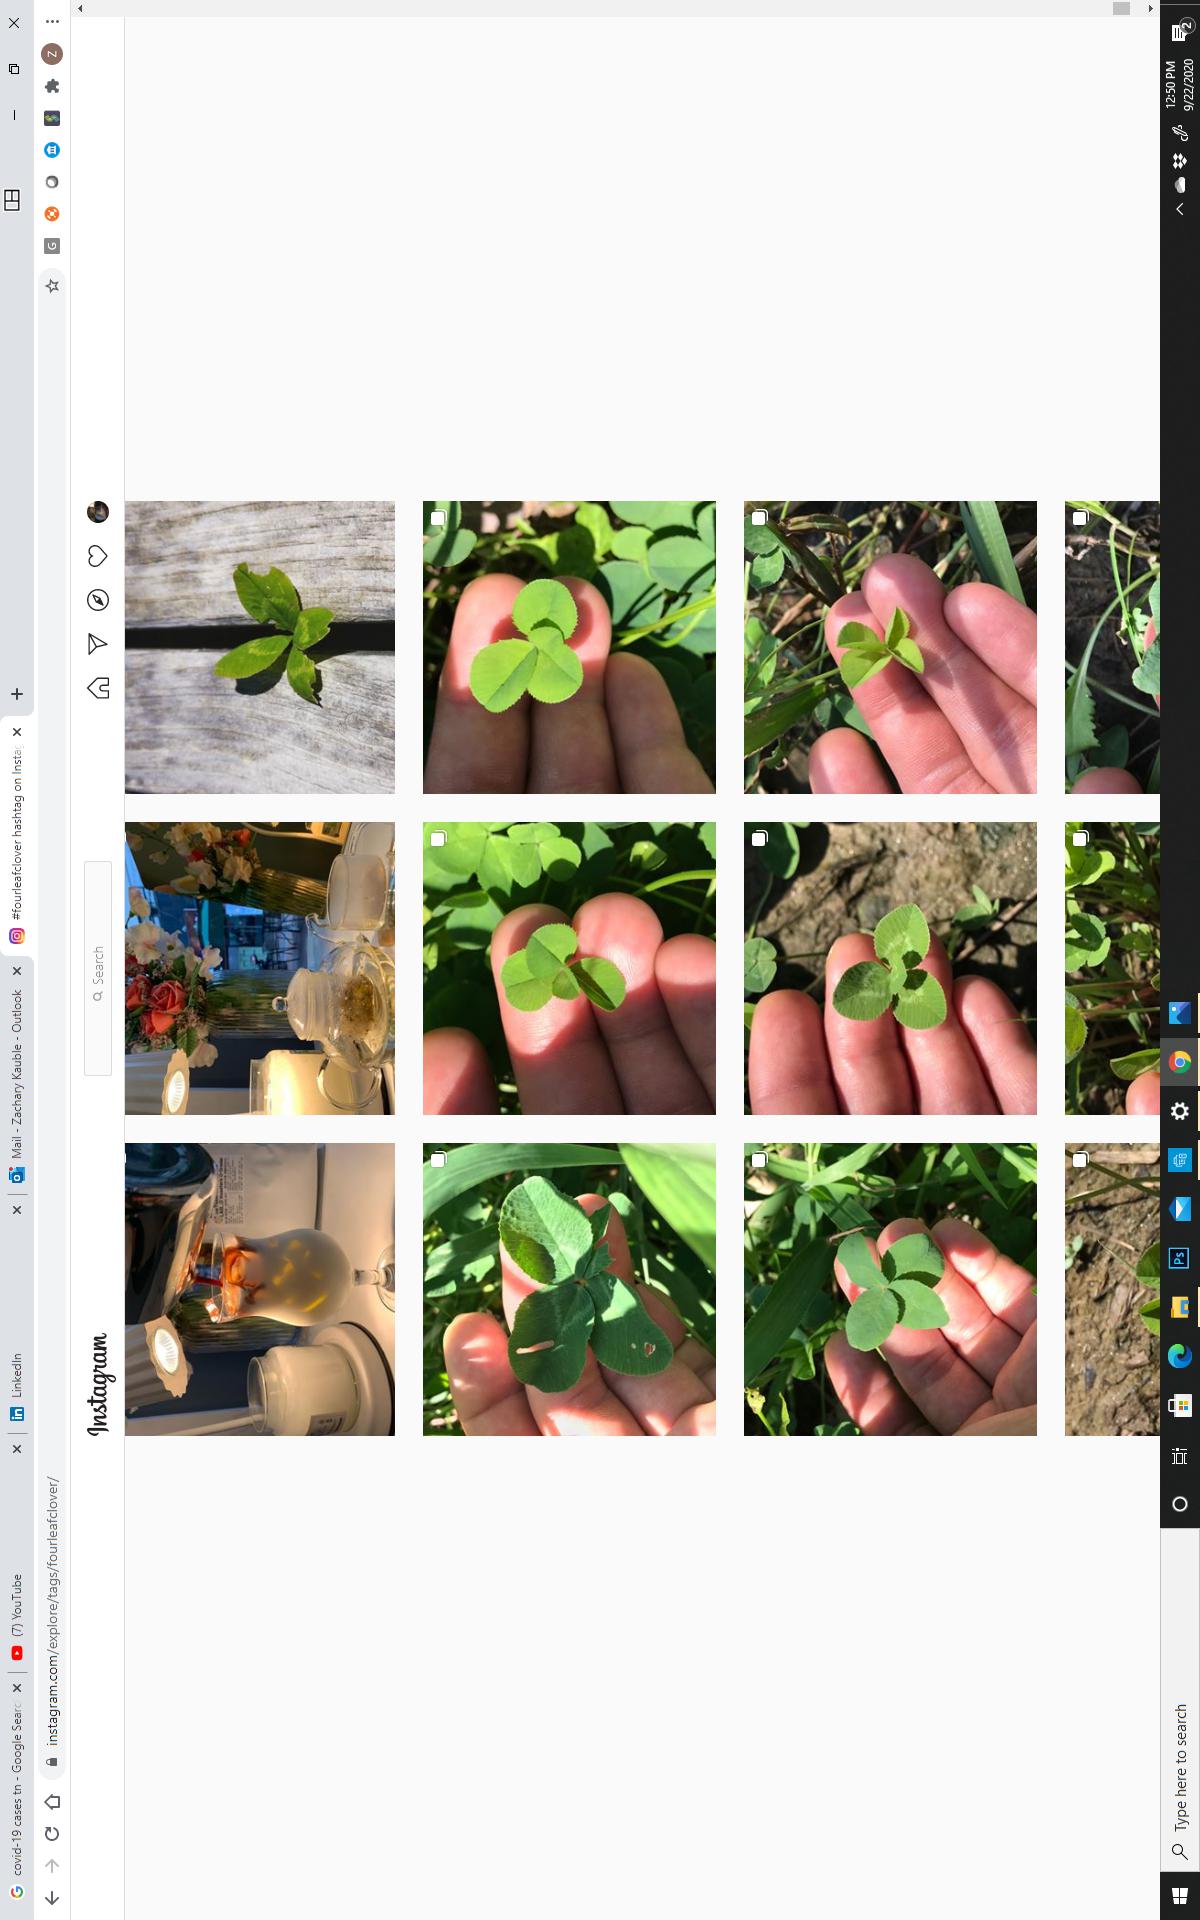 covid-19 cases tn - Google Searc
(7) YouTube
LinkedIn
Mail - Zachary Kauble - Outlook
#fourleafclover hashtag on Insta
instagram.com/explore/tags/fourleafclover/
G
Z
Instagram
Search
Type here to search
Ps
12:50 PM
9/22/2020
2